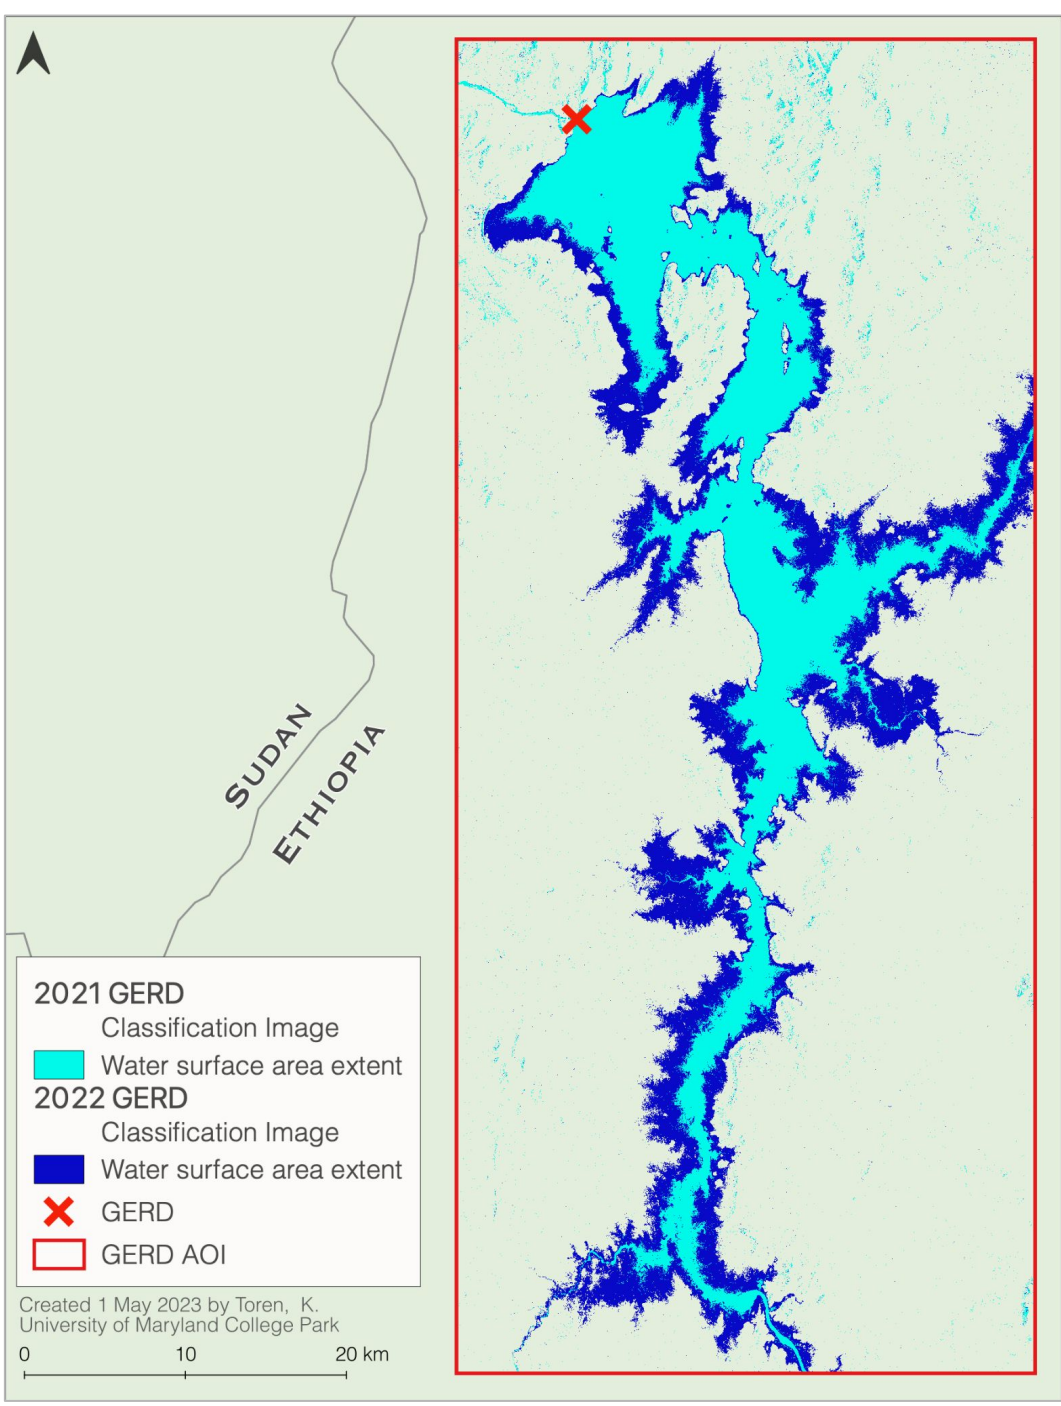 SUDAN
ETHIOPIA
2021 GERD
Classification Image
Water surface area extent
2022 GERD
Classification Image
Water surface area extent
GERD
GERD AOI
Created 1 May 2023 by Toren, K.
University of Maryland College Park
0 10 20 km